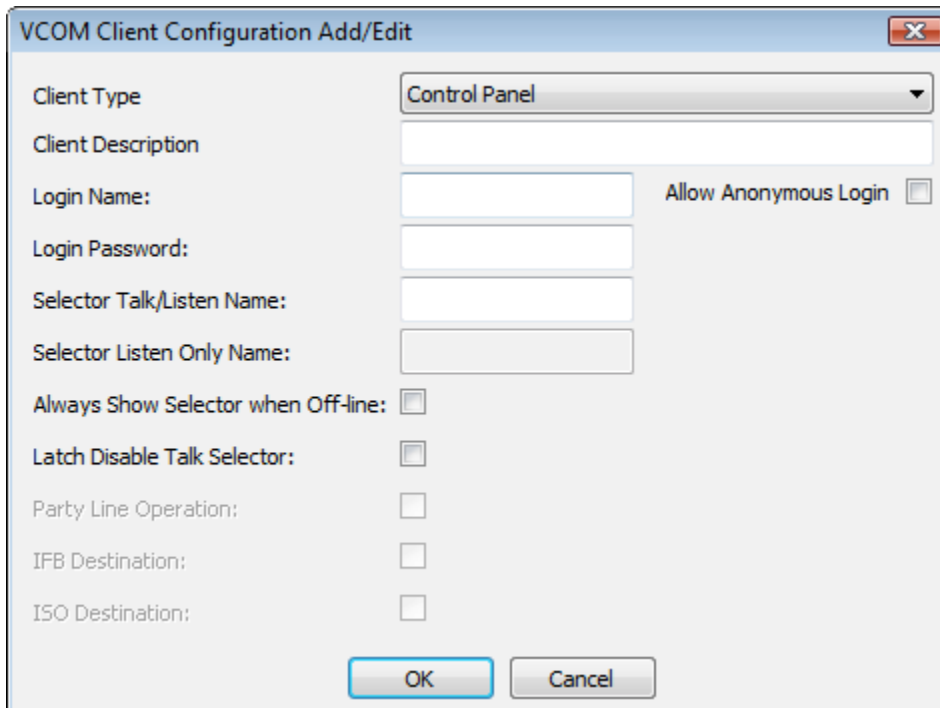 VCOM Client Configuration Add/Edit
Client Type Control Panel
Client Description
Login Name: Allow Anonymous Login
Login Password:
Selector Talk/Listen Name:
Selector Listen Only Name:
Always Show Selector when Off-line:
Latch Disable Talk Selector:
Party Line Operation:
IFB Destination:
ISO Destination:
OK Cancel